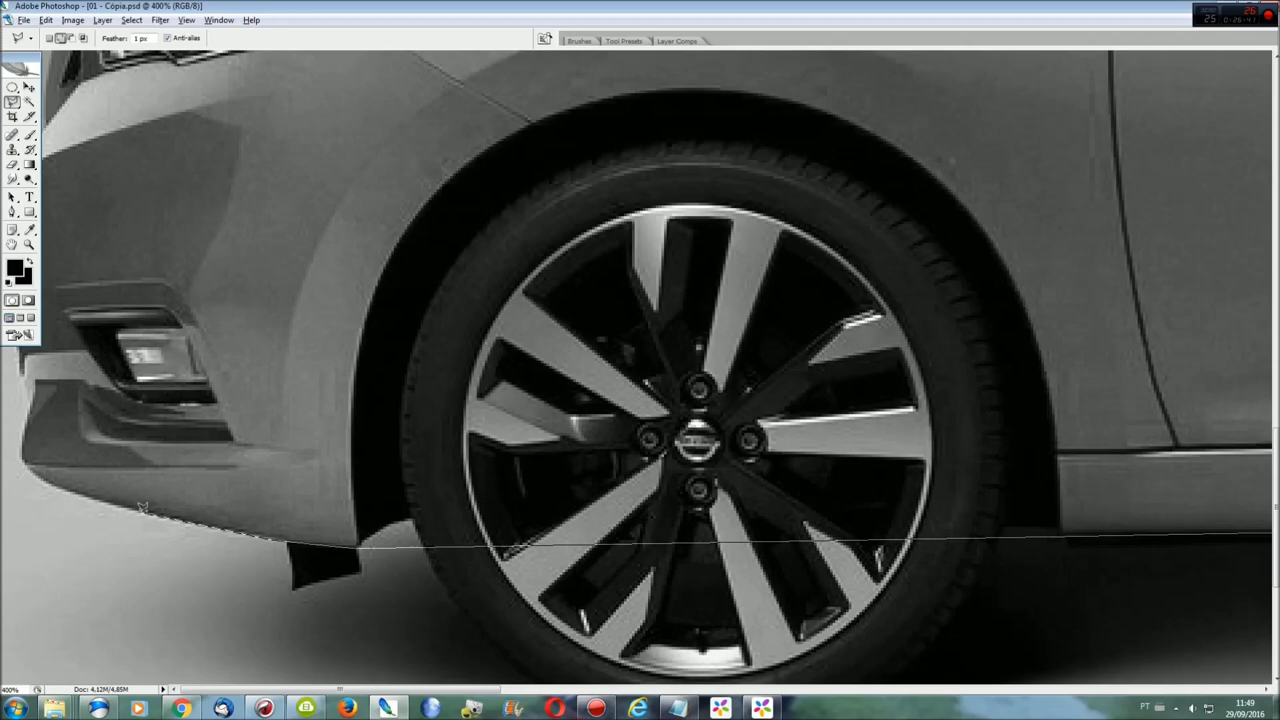 Adobe Photoshop - [01 - Cópia.psd @ 400% (RGB/8)]
File Edit Image Layer Select Filter View Window Help
26
25
Feather: 1 px Anti-alias
Brushes Tool Presets Layer Comps
400% Doc: 4,12M/4,85M
PT
11:49
29/09/2016